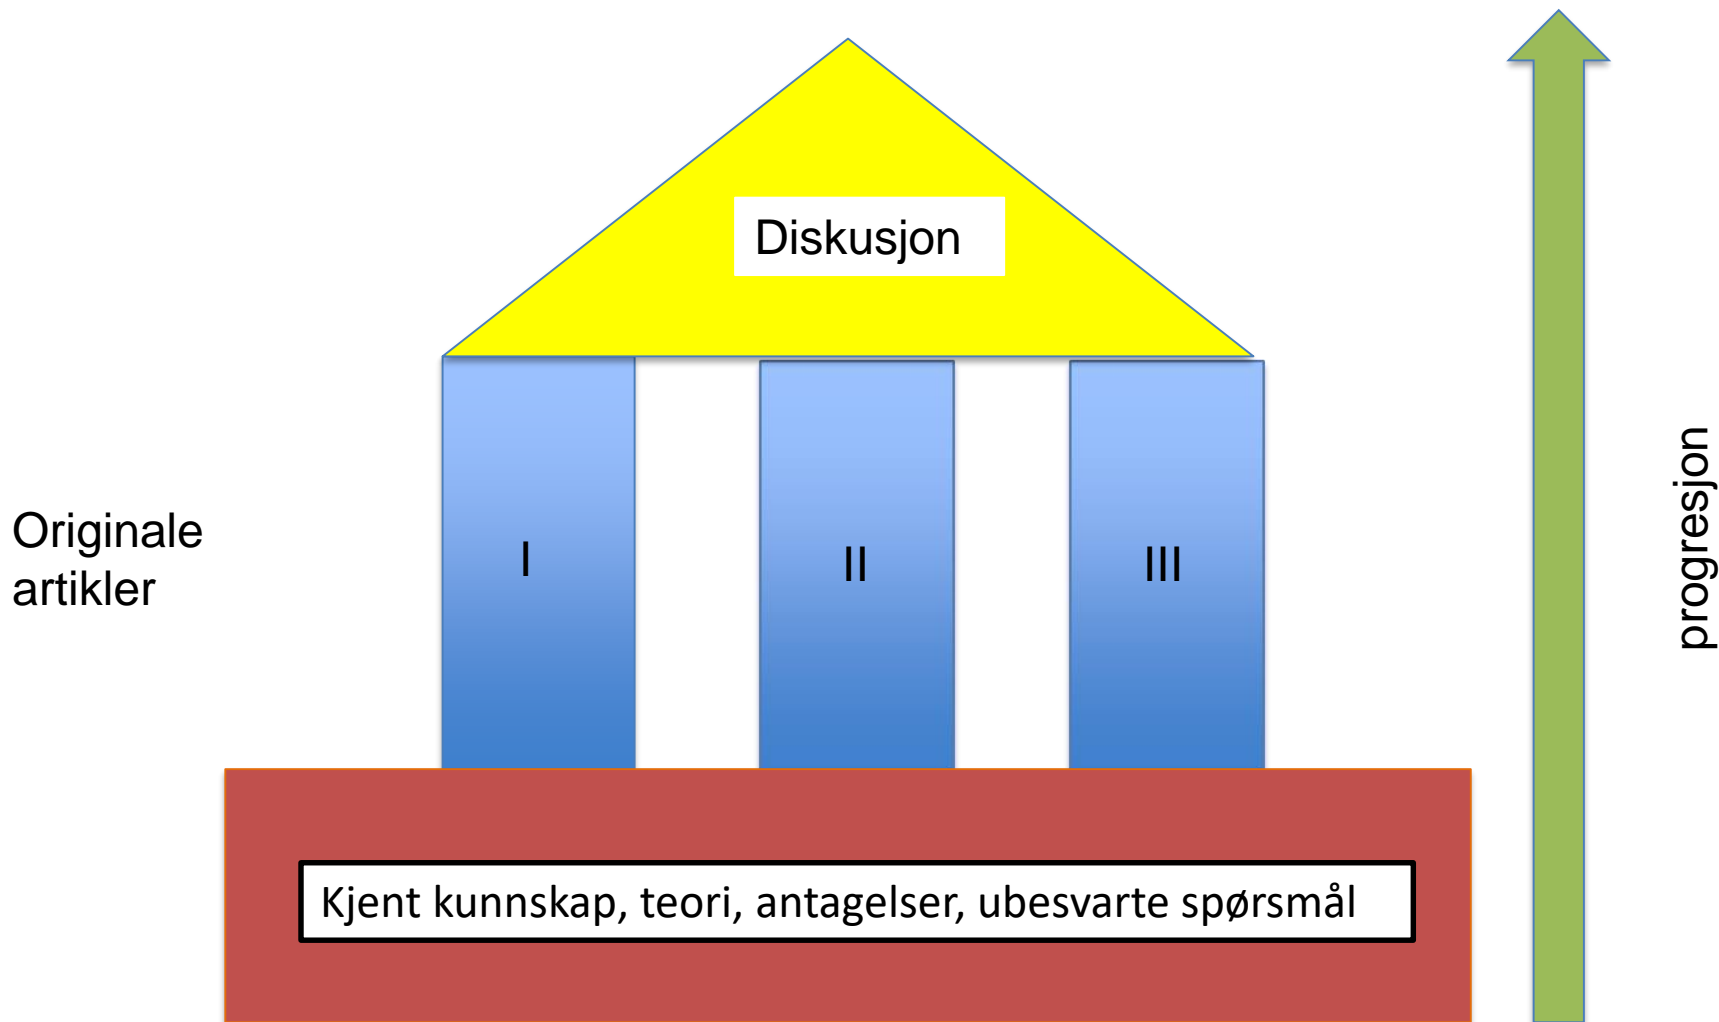 Diskusjon
Originale
artikler
I
II
III
progresjon
Kjent kunnskap, teori, antagelser, ubesvarte spørsmål